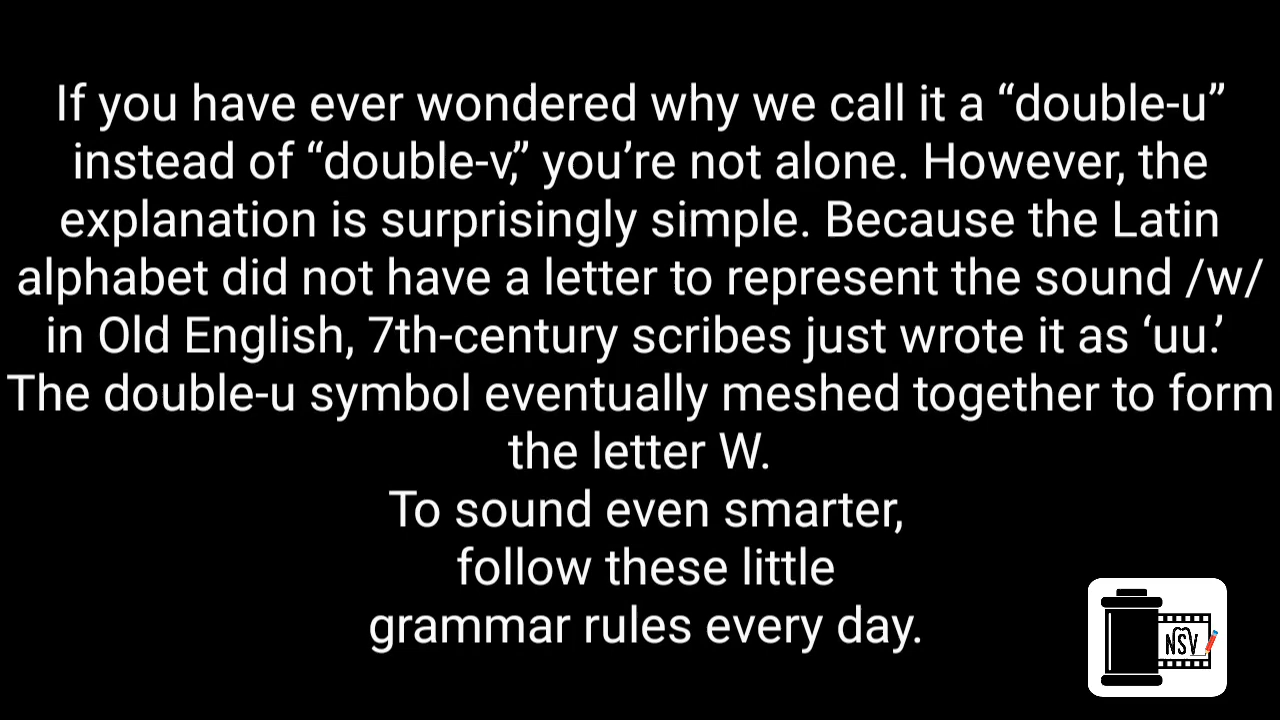 If you have ever wondered why we call it a “double-u”
instead of “double-v,” you’re not alone. However, the
explanation is surprisingly simple. Because the Latin
alphabet did not have a letter to represent the sound /w/
in Old English, 7th-century scribes just wrote it as ‘uu.’
The double-u symbol eventually meshed together to form
the letter W.
To sound even smarter,
follow these little
grammar rules every day.
NSV